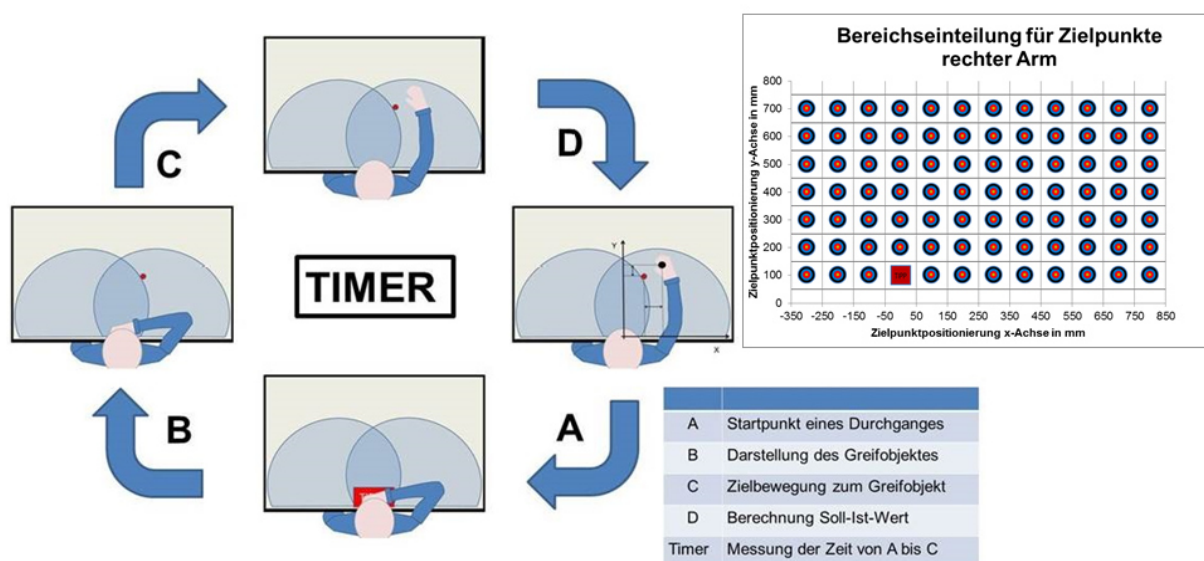 C
D
TIMER
B
A
Y
X
Bereichseinteilung für Zielpunkte
rechter Arm
Zielpunktpositionierung y-Achse in mm
800
700
600
500
400
300
200
100
0
-350 -250 -150 -50 50 150 250 350 450 550 650 750 850
Zielpunktpositionierung x-Achse in mm
A Startpunkt eines Durchganges
B Darstellung des Greifobjektes
C Zielbewegung zum Greifobjekt
D Berechnung Soll-Ist-Wert
Timer Messung der Zeit von A bis C